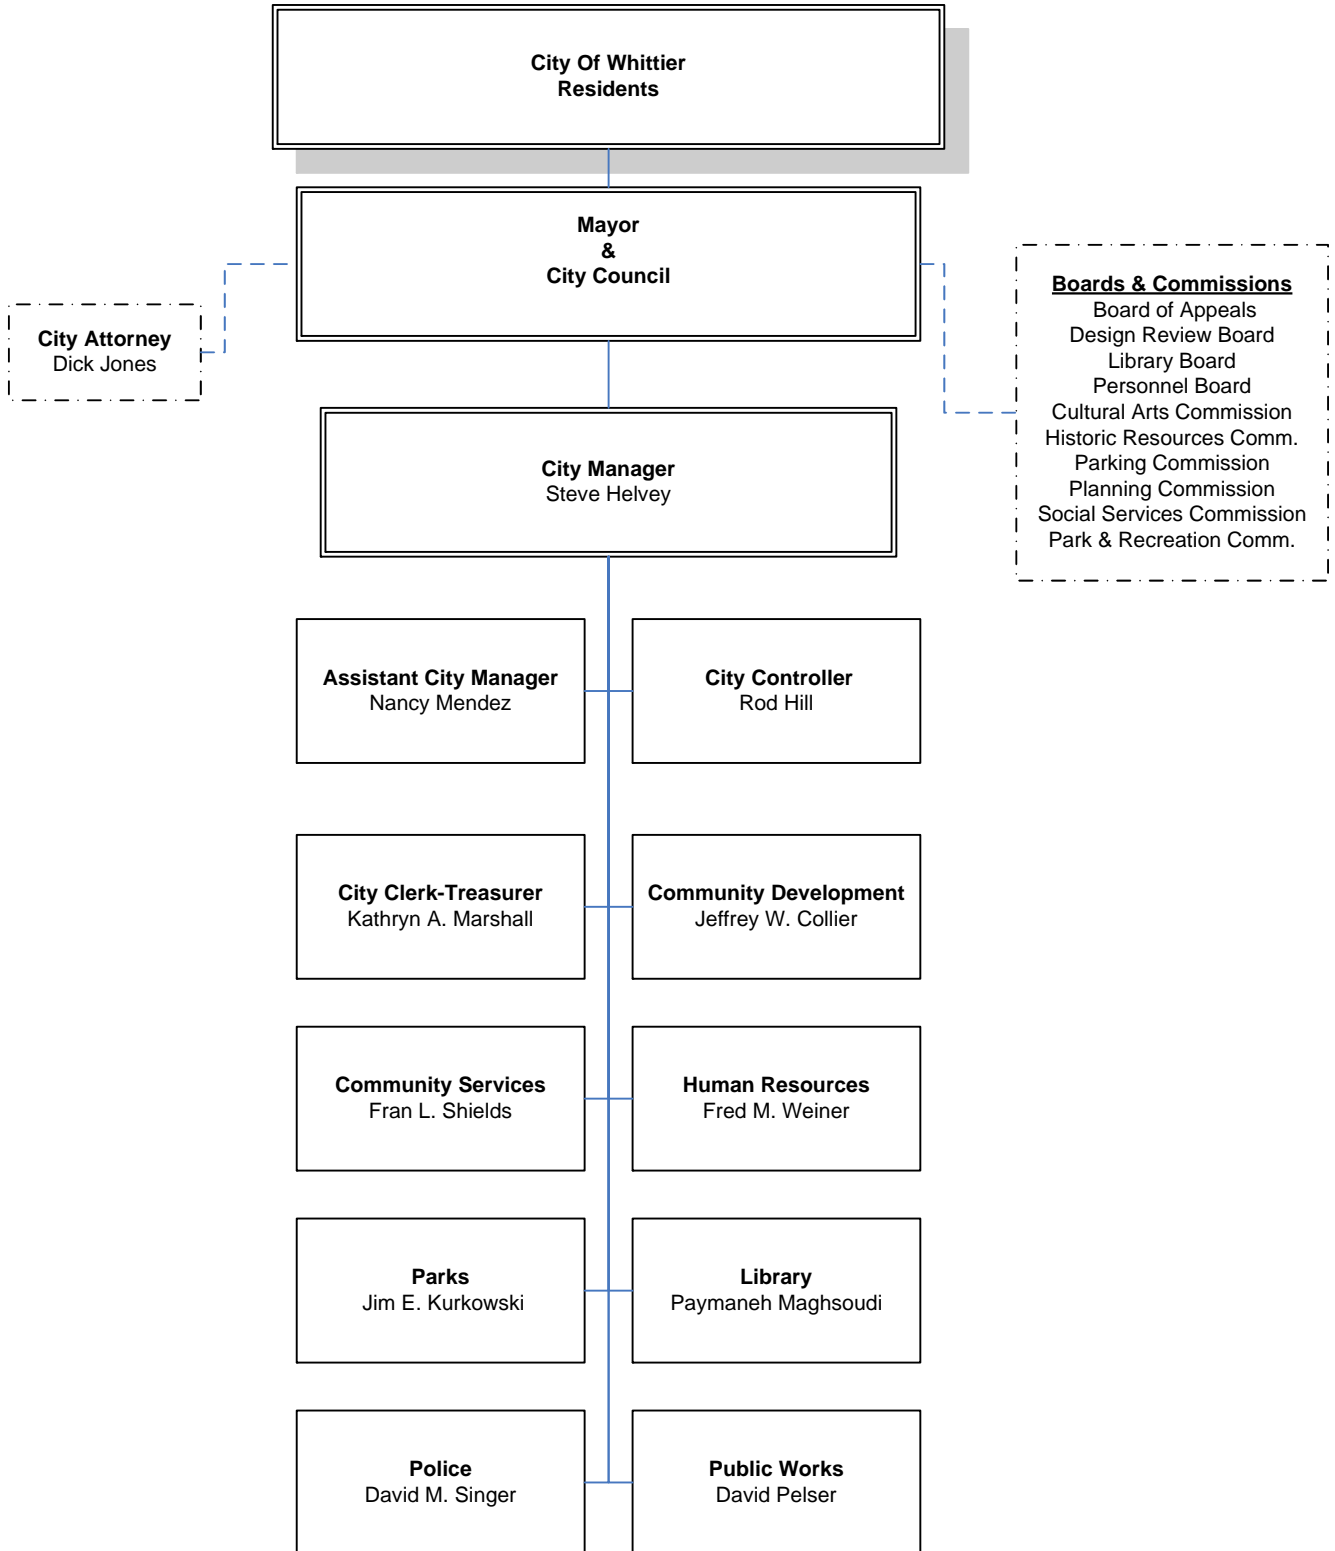 City Of Whittier
Residents
Mayor
&
City Council
City Attorney
Dick Jones
Boards & Commissions
Board of Appeals
Design Review Board
Library Board
Personnel Board
Cultural Arts Commission
Historic Resources Comm.
Parking Commission
Planning Commission
Social Services Commission
Park & Recreation Comm.
City Manager
Steve Helvey
Assistant City Manager
Nancy Mendez
City Controller
Rod Hill
City Clerk-Treasurer
Kathryn A. Marshall
Community Development
Jeffrey W. Collier
Community Services
Fran L. Shields
Human Resources
Fred M. Weiner
Parks
Jim E. Kurkowski
Library
Paymaneh Maghsoudi
Police
David M. Singer
Public Works
David Pelser